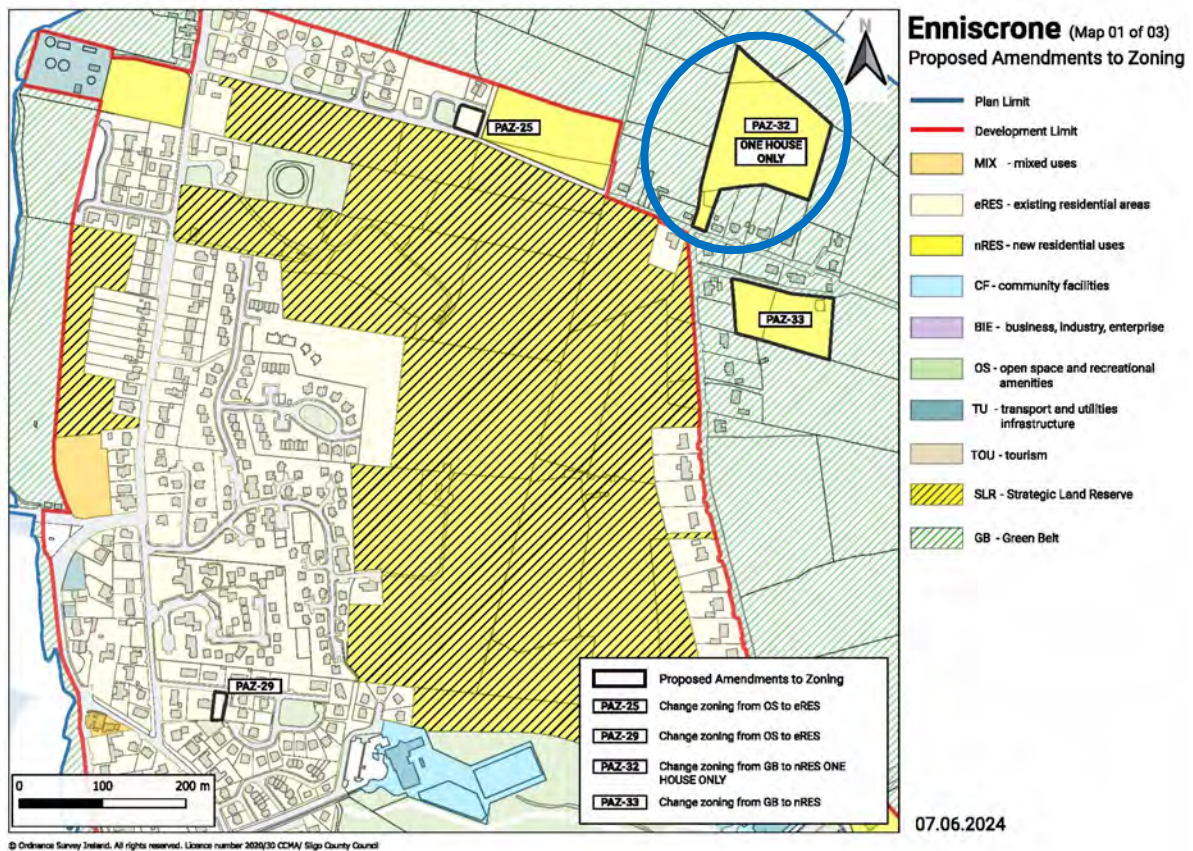 Enniscrone (Map 01 of 03)
Proposed Amendments to Zoning
N
Plan Limit
Development Limit
MIX - mixed uses
eRES - existing residential areas
nRES - new residential uses
CF - community facilities
BIE - business, industry, enterprise
OS - open space and recreational
amenities
TU - transport and utilities
infrastructure
TOU - tourism
SLR - Strategic Land Reserve
GB - Green Belt
PAZ-25
PAZ-32
ONE HOUSE
ONLY
PAZ-33
PAZ-29
Proposed Amendments to Zoning
PAZ-25 Change zoning from OS to eRES
PAZ-29 Change zoning from OS to eRES
PAZ-32 Change zoning from GB to nRES ONE
HOUSE ONLY
PAZ-33 Change zoning from GB to nRES
0 100 200 m
07.06.2024
© Ordnance Survey Ireland. All rights reserved. Licence number 2020/30 CCMA/ Sligo County Council